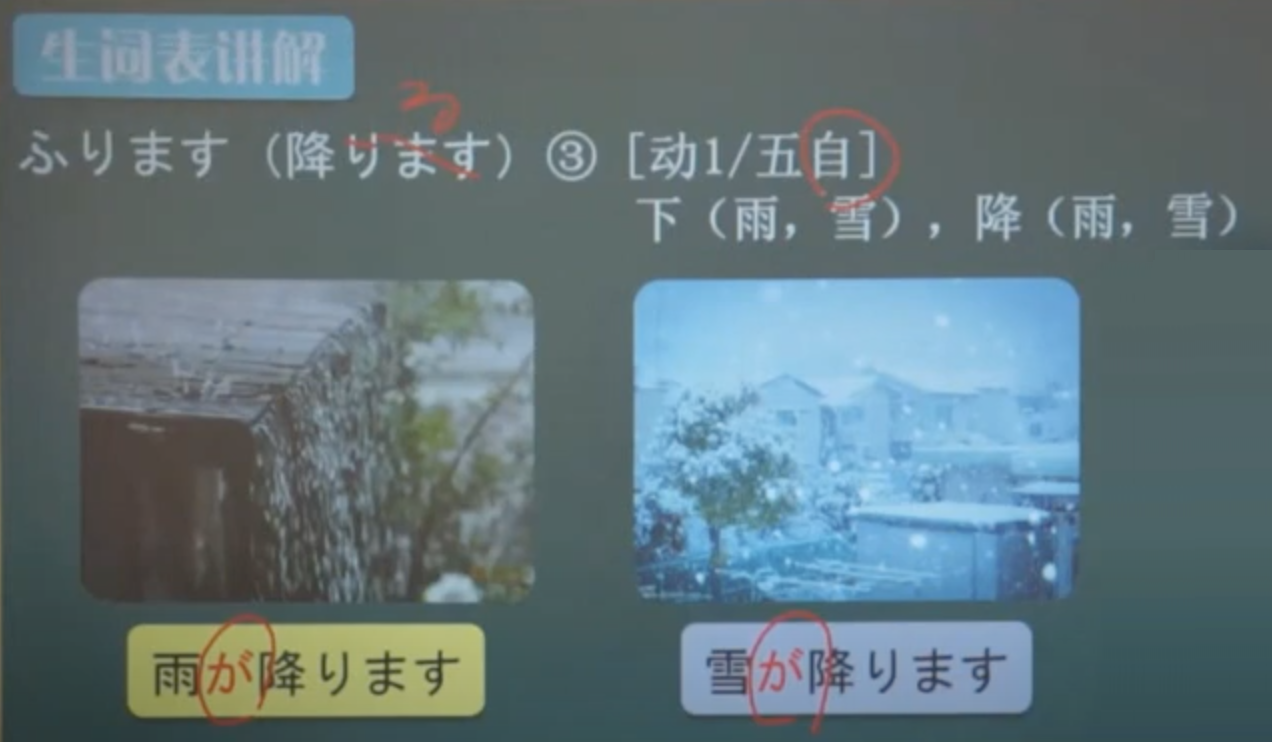 生词表讲解
る
ふります（降ります）③［动1/五自］
下（雨，雪），降（雨，雪）
雨が降ります
雪が降ります